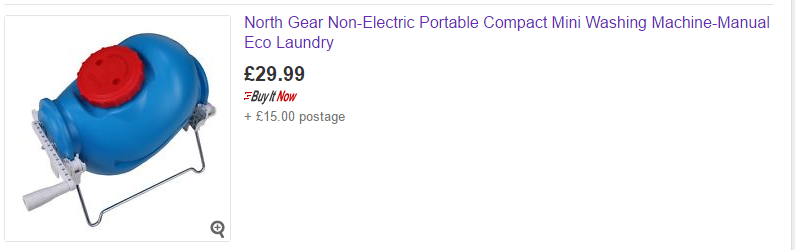 North Gear Non-Electric Portable Compact Mini Washing Machine-Manual
Eco Laundry
£29.99
Buy It Now
+ £15.00 postage